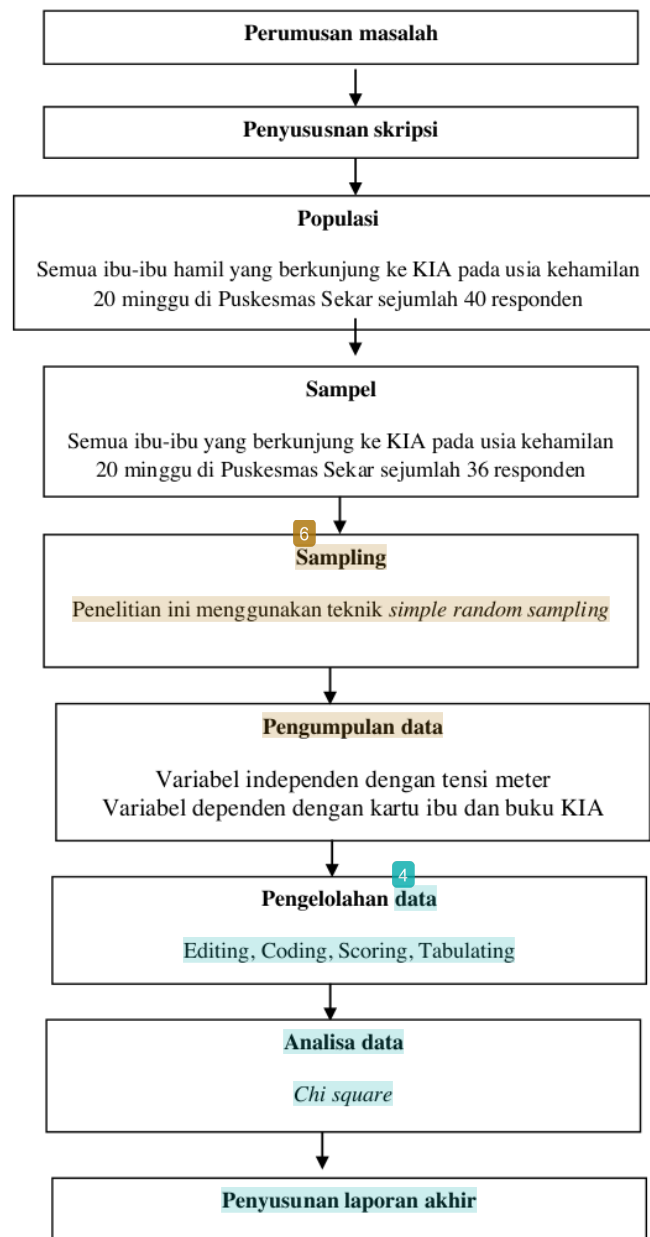 Perumusan masalah
Penyususnan skripsi
Populasi
Semua ibu-ibu hamil yang berkunjung ke KIA pada usia kehamilan
20 minggu di Puskesmas Sekar sejumlah 40 responden
Sampel
Semua ibu-ibu yang berkunjung ke KIA pada usia kehamilan
20 minggu di Puskesmas Sekar sejumlah 36 responden
6
Sampling
Penelitian ini menggunakan teknik simple random sampling
Pengumpulan data
Variabel independen dengan tensi meter
Variabel dependen dengan kartu ibu dan buku KIA
4
Pengelolahan data
Editing, Coding, Scoring, Tabulating
Analisa data
Chi square
Penyusunan laporan akhir